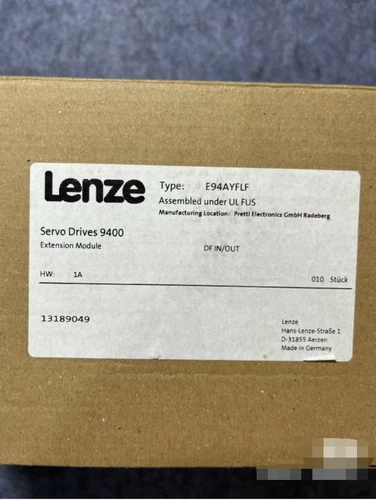 Lenze
Type: E94AYFLF
Assembled under UL FUS
Manufacturing Location: Prettl Electronics GmbH Radeberg
Servo Drives 9400
Extension Module DF IN/OUT
HW: 1A 010 Stück
13189049
Lenze
Hans-Lenze-Straße 1
D-31855 Aerzen
Made in Germany